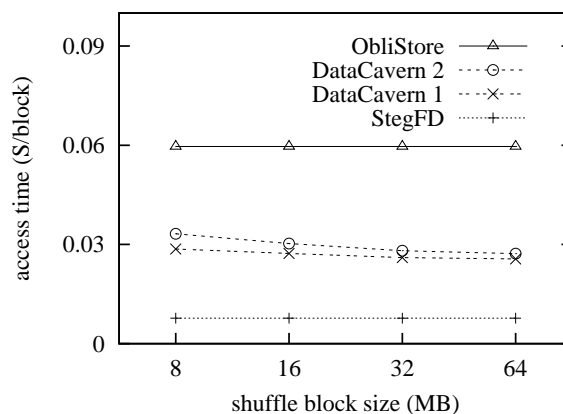 0.09
0.06
0.03
0
access time (S/block)
ObliStore
DataCavern 2
DataCavern 1
StegFD
8
16
32
64
shuffle block size (MB)